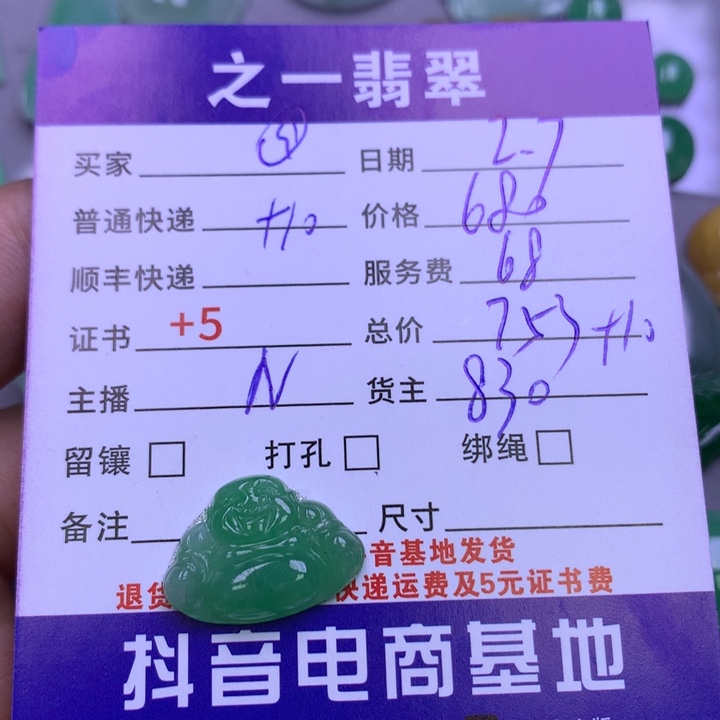 之一翡翠
买家 日期 2-7
普通快递 +10 价格 680
顺丰快递 服务费 68
证书 +5 总价 753+10
主播 N 货主 830
留镶 打孔 绑绳
备注 尺寸
音基地发货
退货 快递运费及5元证书费
抖音电商基地